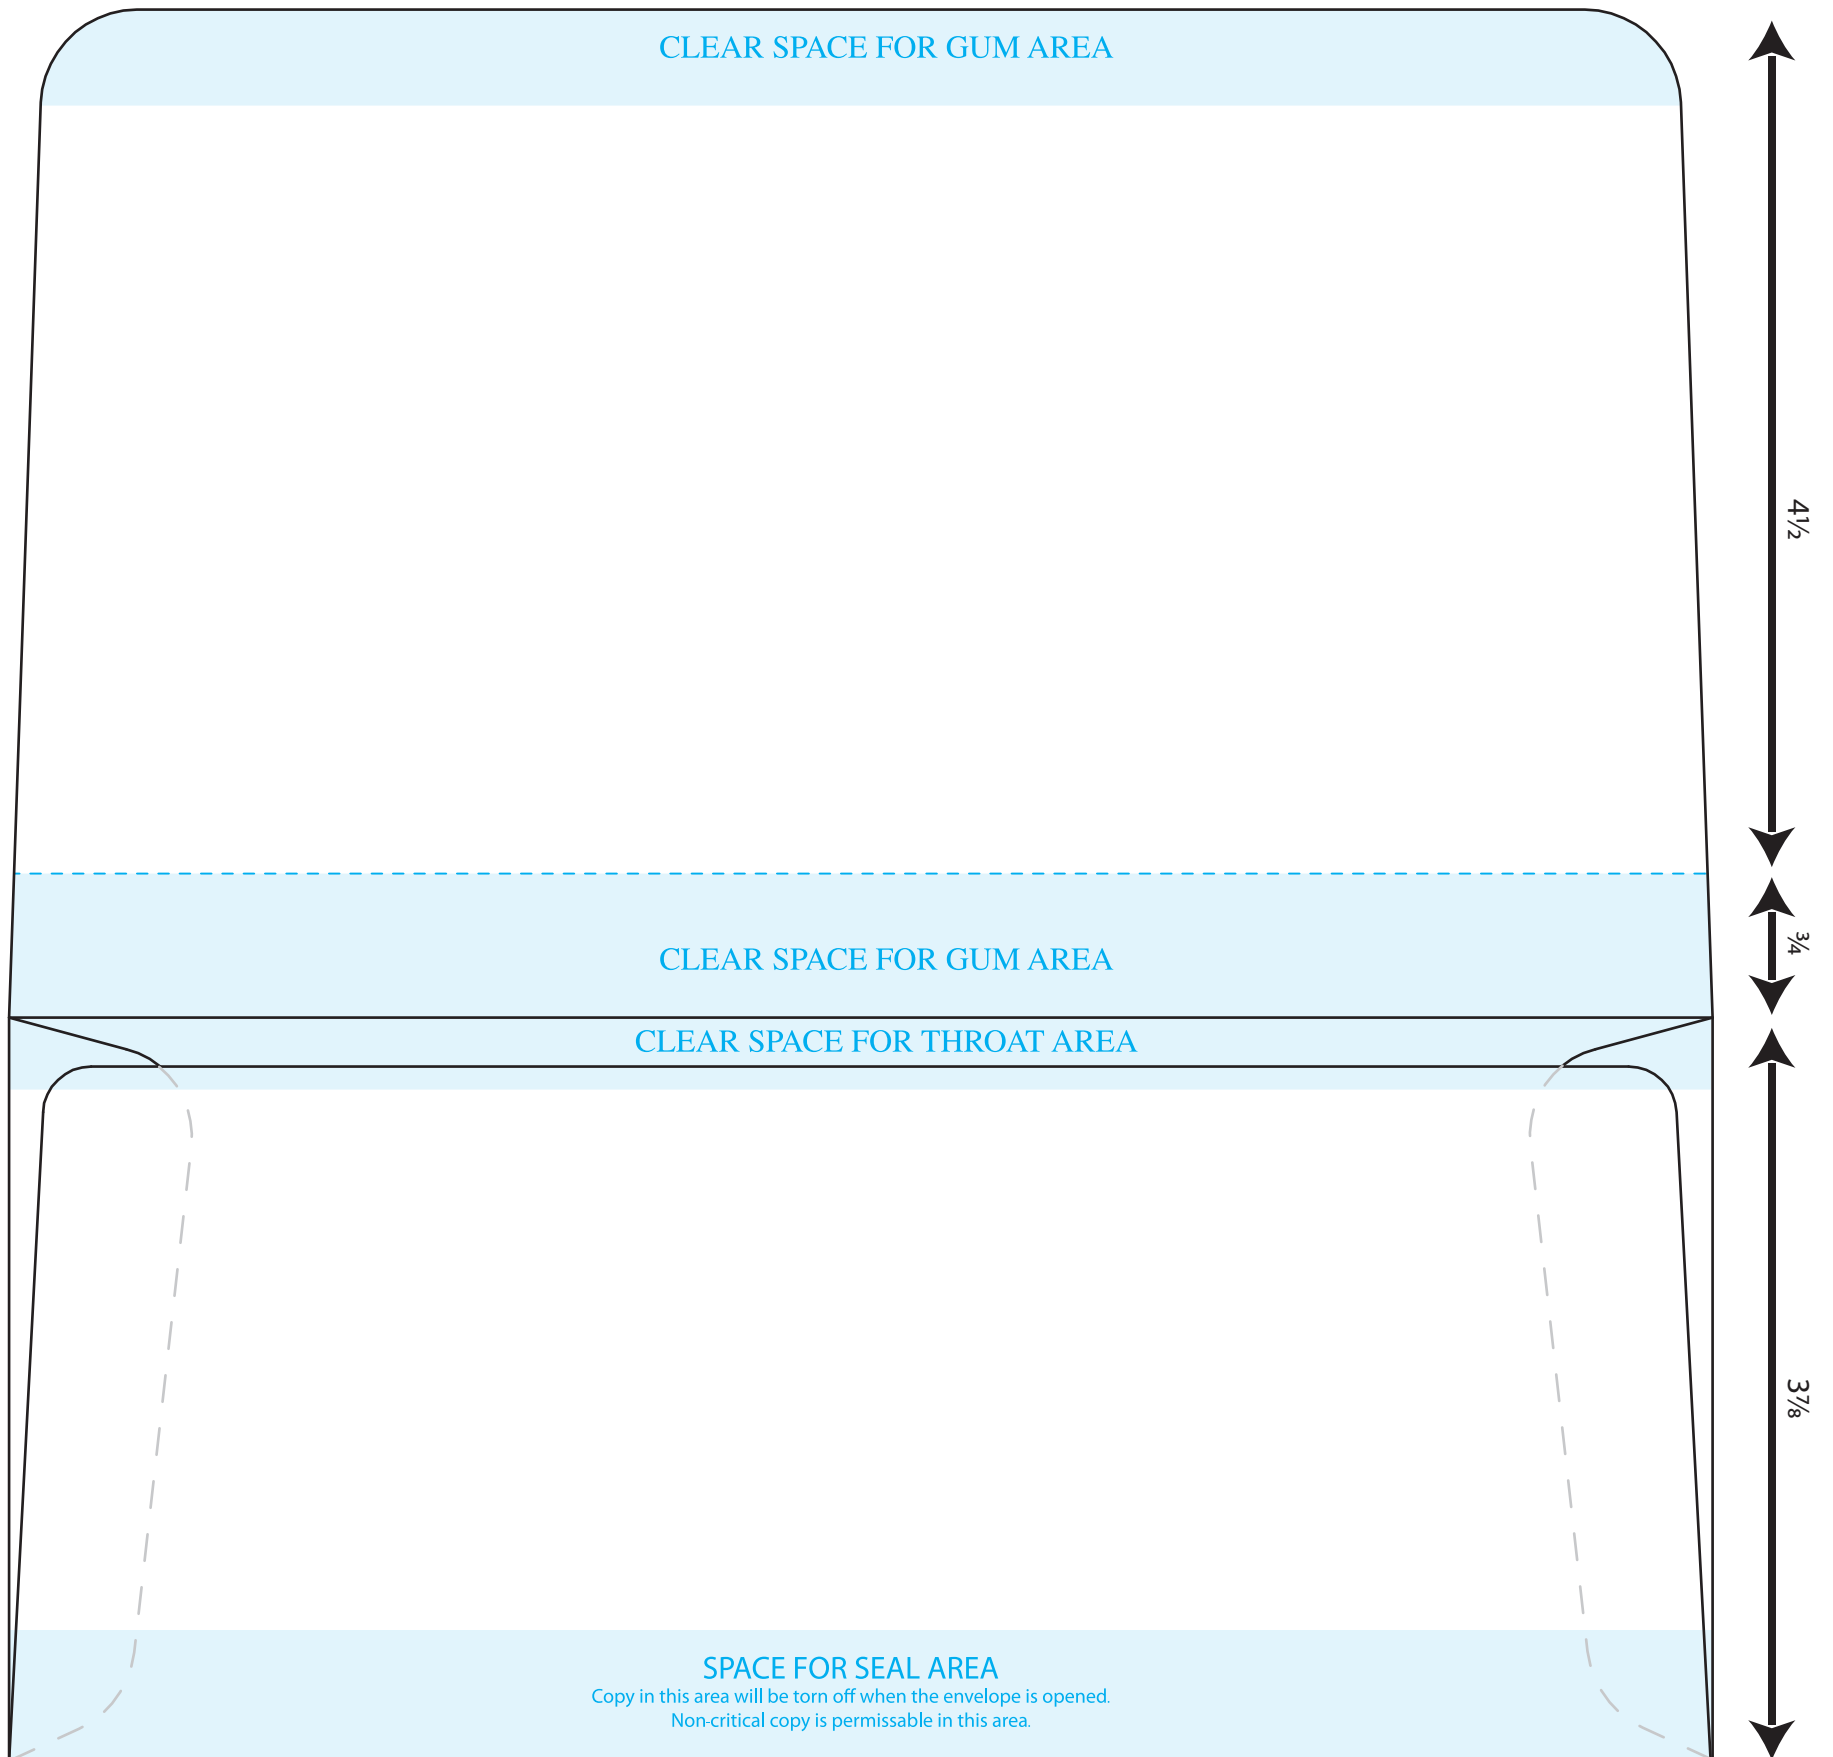 CLEAR SPACE FOR GUM AREA
4½
CLEAR SPACE FOR GUM AREA
¾
CLEAR SPACE FOR THROAT AREA
3⅞
SPACE FOR SEAL AREA
Copy in this area will be torn off when the envelope is opened.
Non-critical copy is permissable in this area.